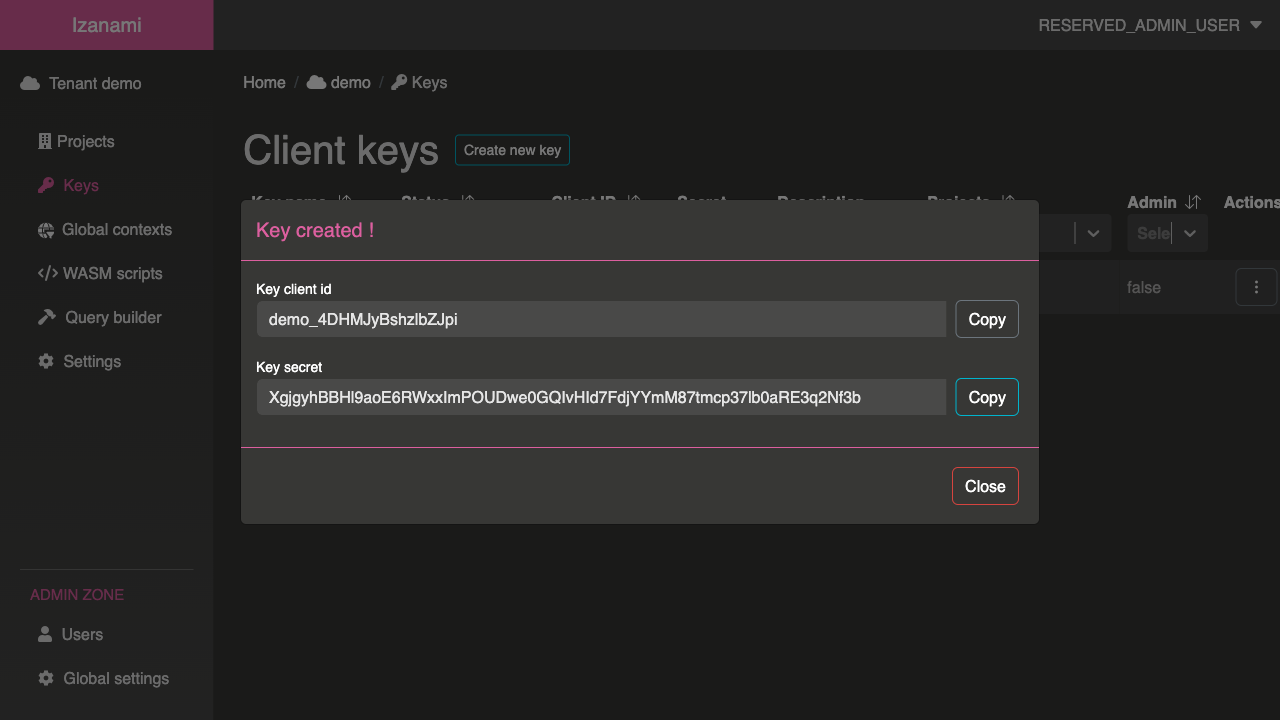 Izanami
RESERVED_ADMIN_USER
Tenant demo
Home / demo / Keys
Projects
Keys
Global contexts
WASM scripts
Query builder
Settings
Client keys
Create new key
Key name Status Client ID Secret Description Projects Admin Actions
Sele
false
Key created !
Key client id
demo_4DHMJyBshzlbZJpi
Copy
Key secret
XgjgyhBBHl9aoE6RWxxImPOUDwe0GQIvHId7FdjYYmM87tmcp37lb0aRE3q2Nf3b
Copy
Close
ADMIN ZONE
Users
Global settings